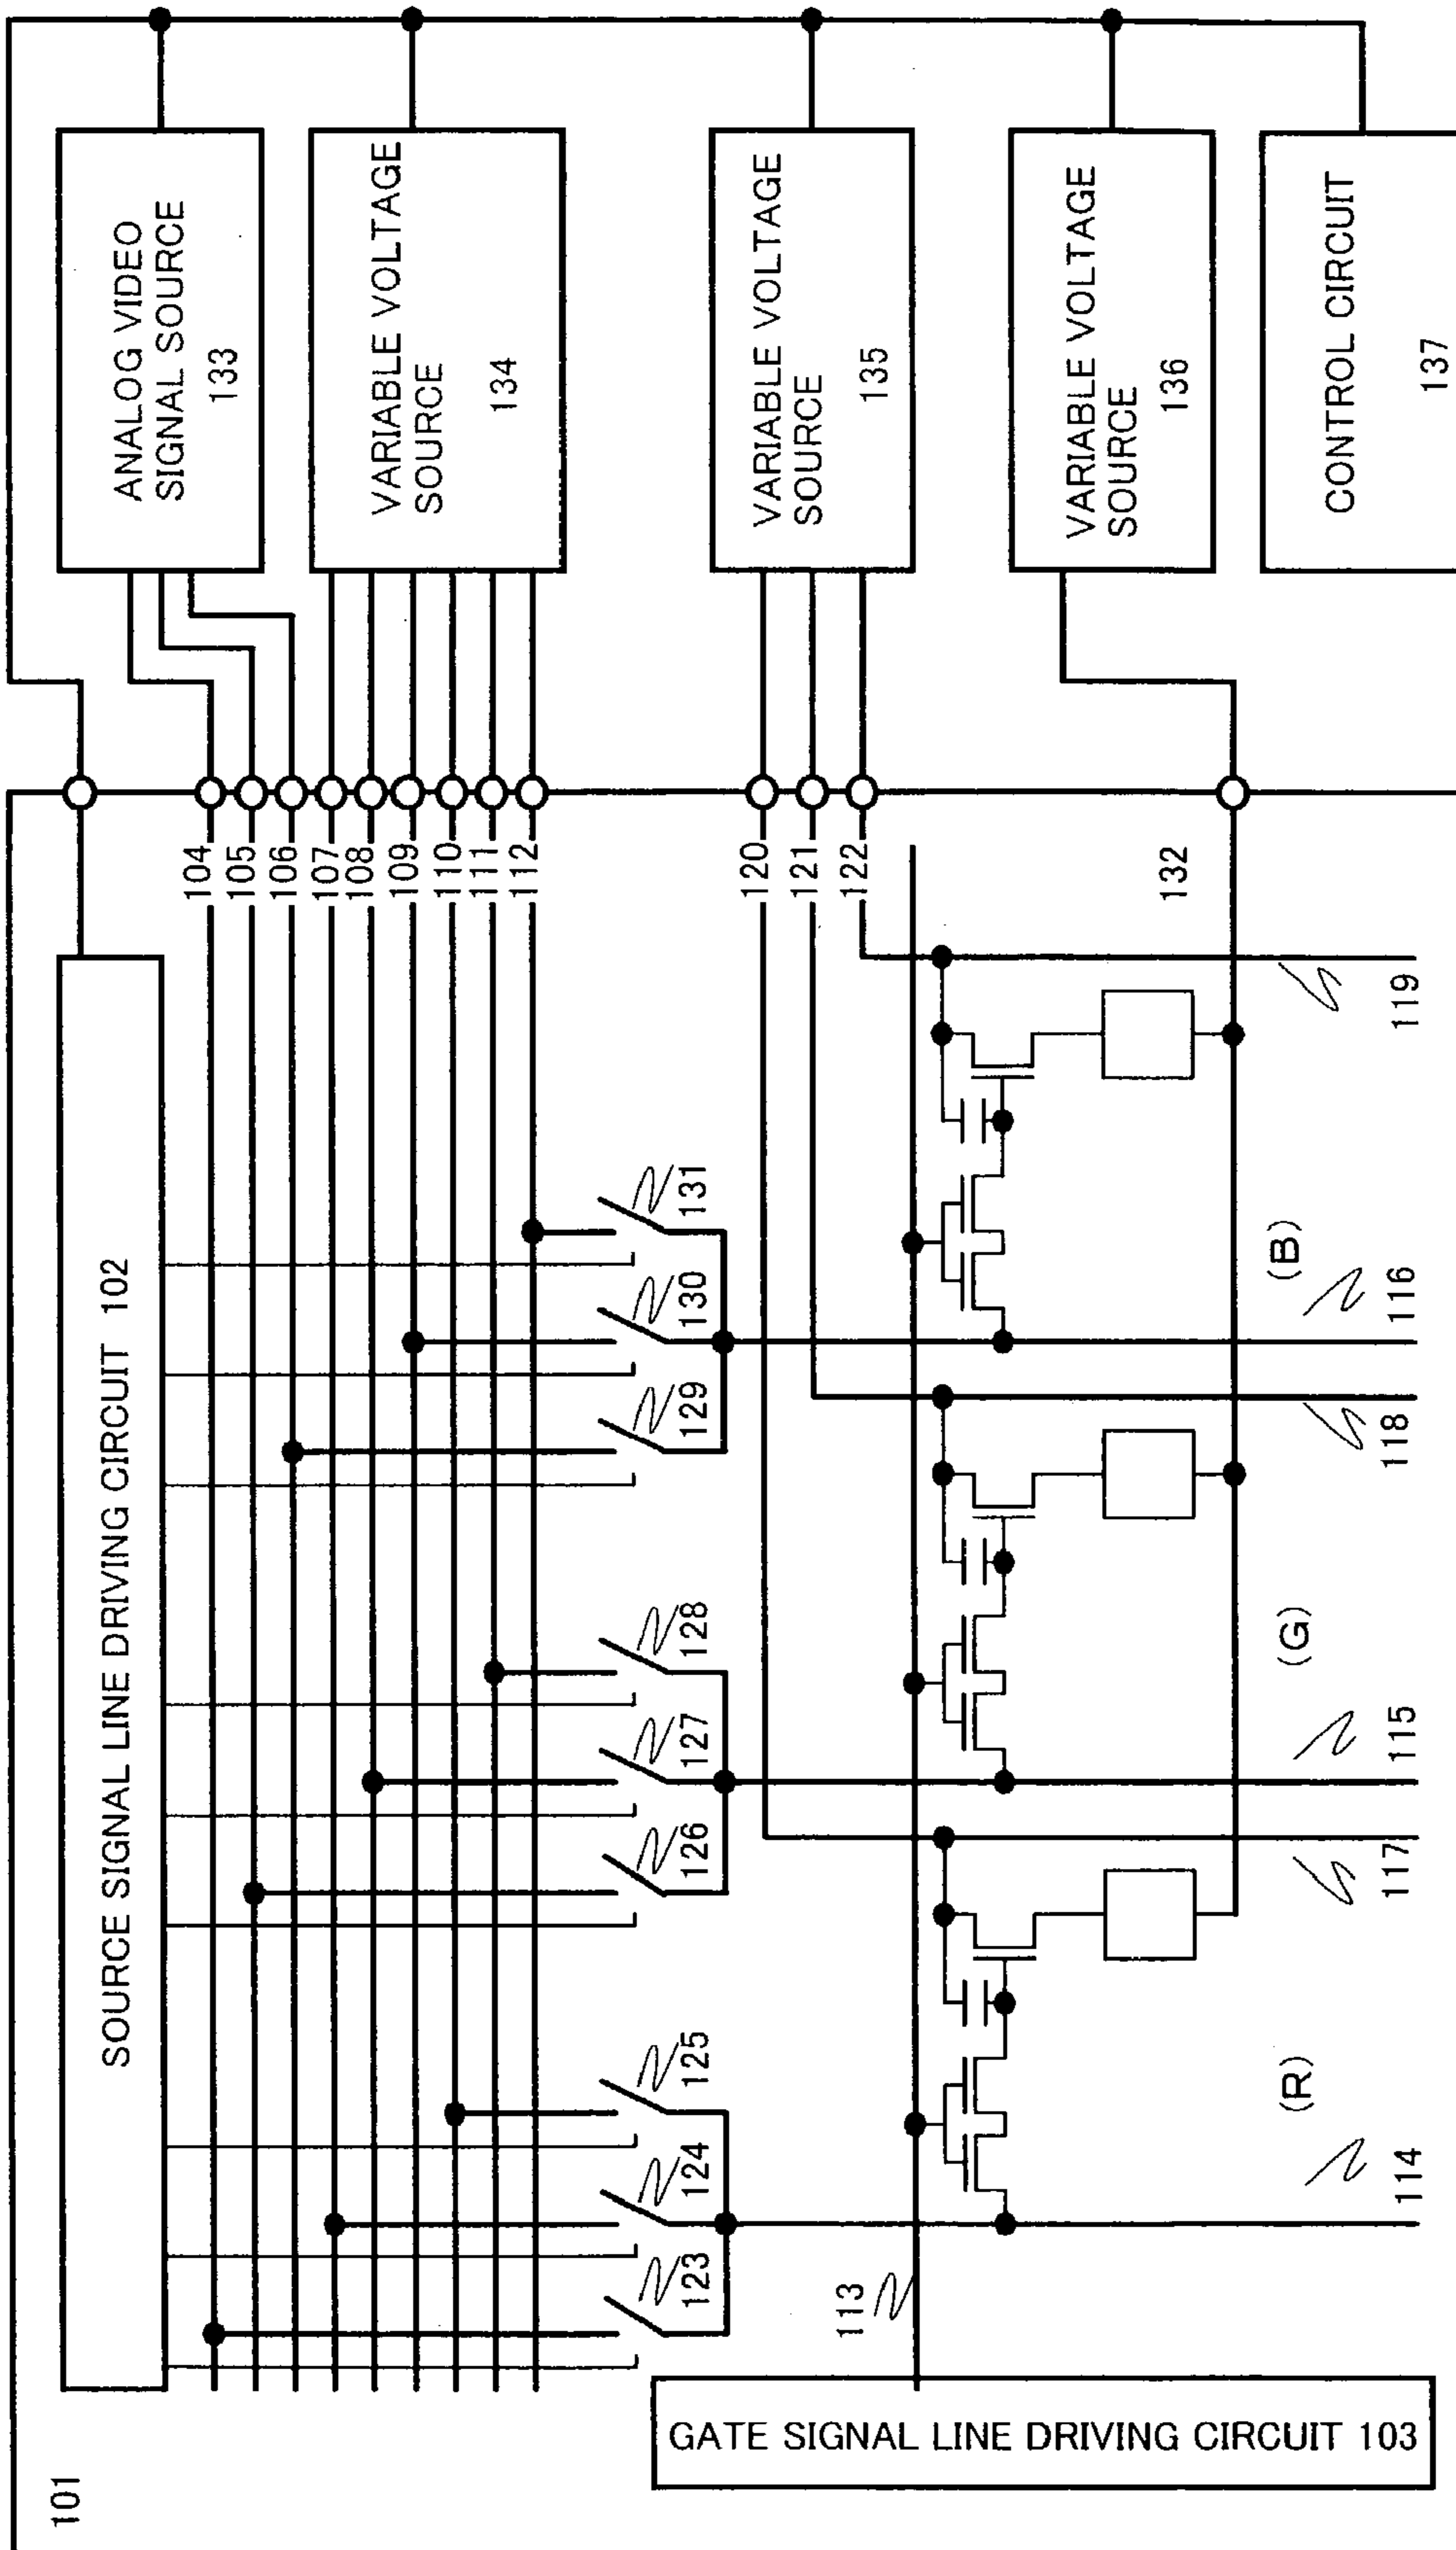 101
SOURCE SIGNAL LINE DRIVING CIRCUIT 102
104
105
106
107
108
109
110
111
112
ANALOG VIDEO
SIGNAL SOURCE
133
VARIABLE VOLTAGE
SOURCE
134
123
124
125
126
127
128
129
130
131
120
121
122
VARIABLE VOLTAGE
SOURCE
135
GATE SIGNAL LINE DRIVING CIRCUIT 103
113
132
VARIABLE VOLTAGE
SOURCE
136
(R)
(G)
(B)
114
117
115
118
116
119
CONTROL CIRCUIT
137